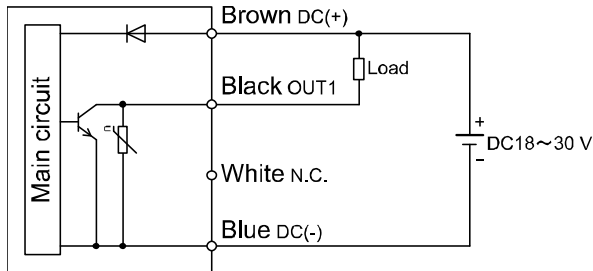 Main circuit
Brown DC(+)
Load
Black OUT1
+
DC18~30 V
−
White N.C.
Blue DC(-)